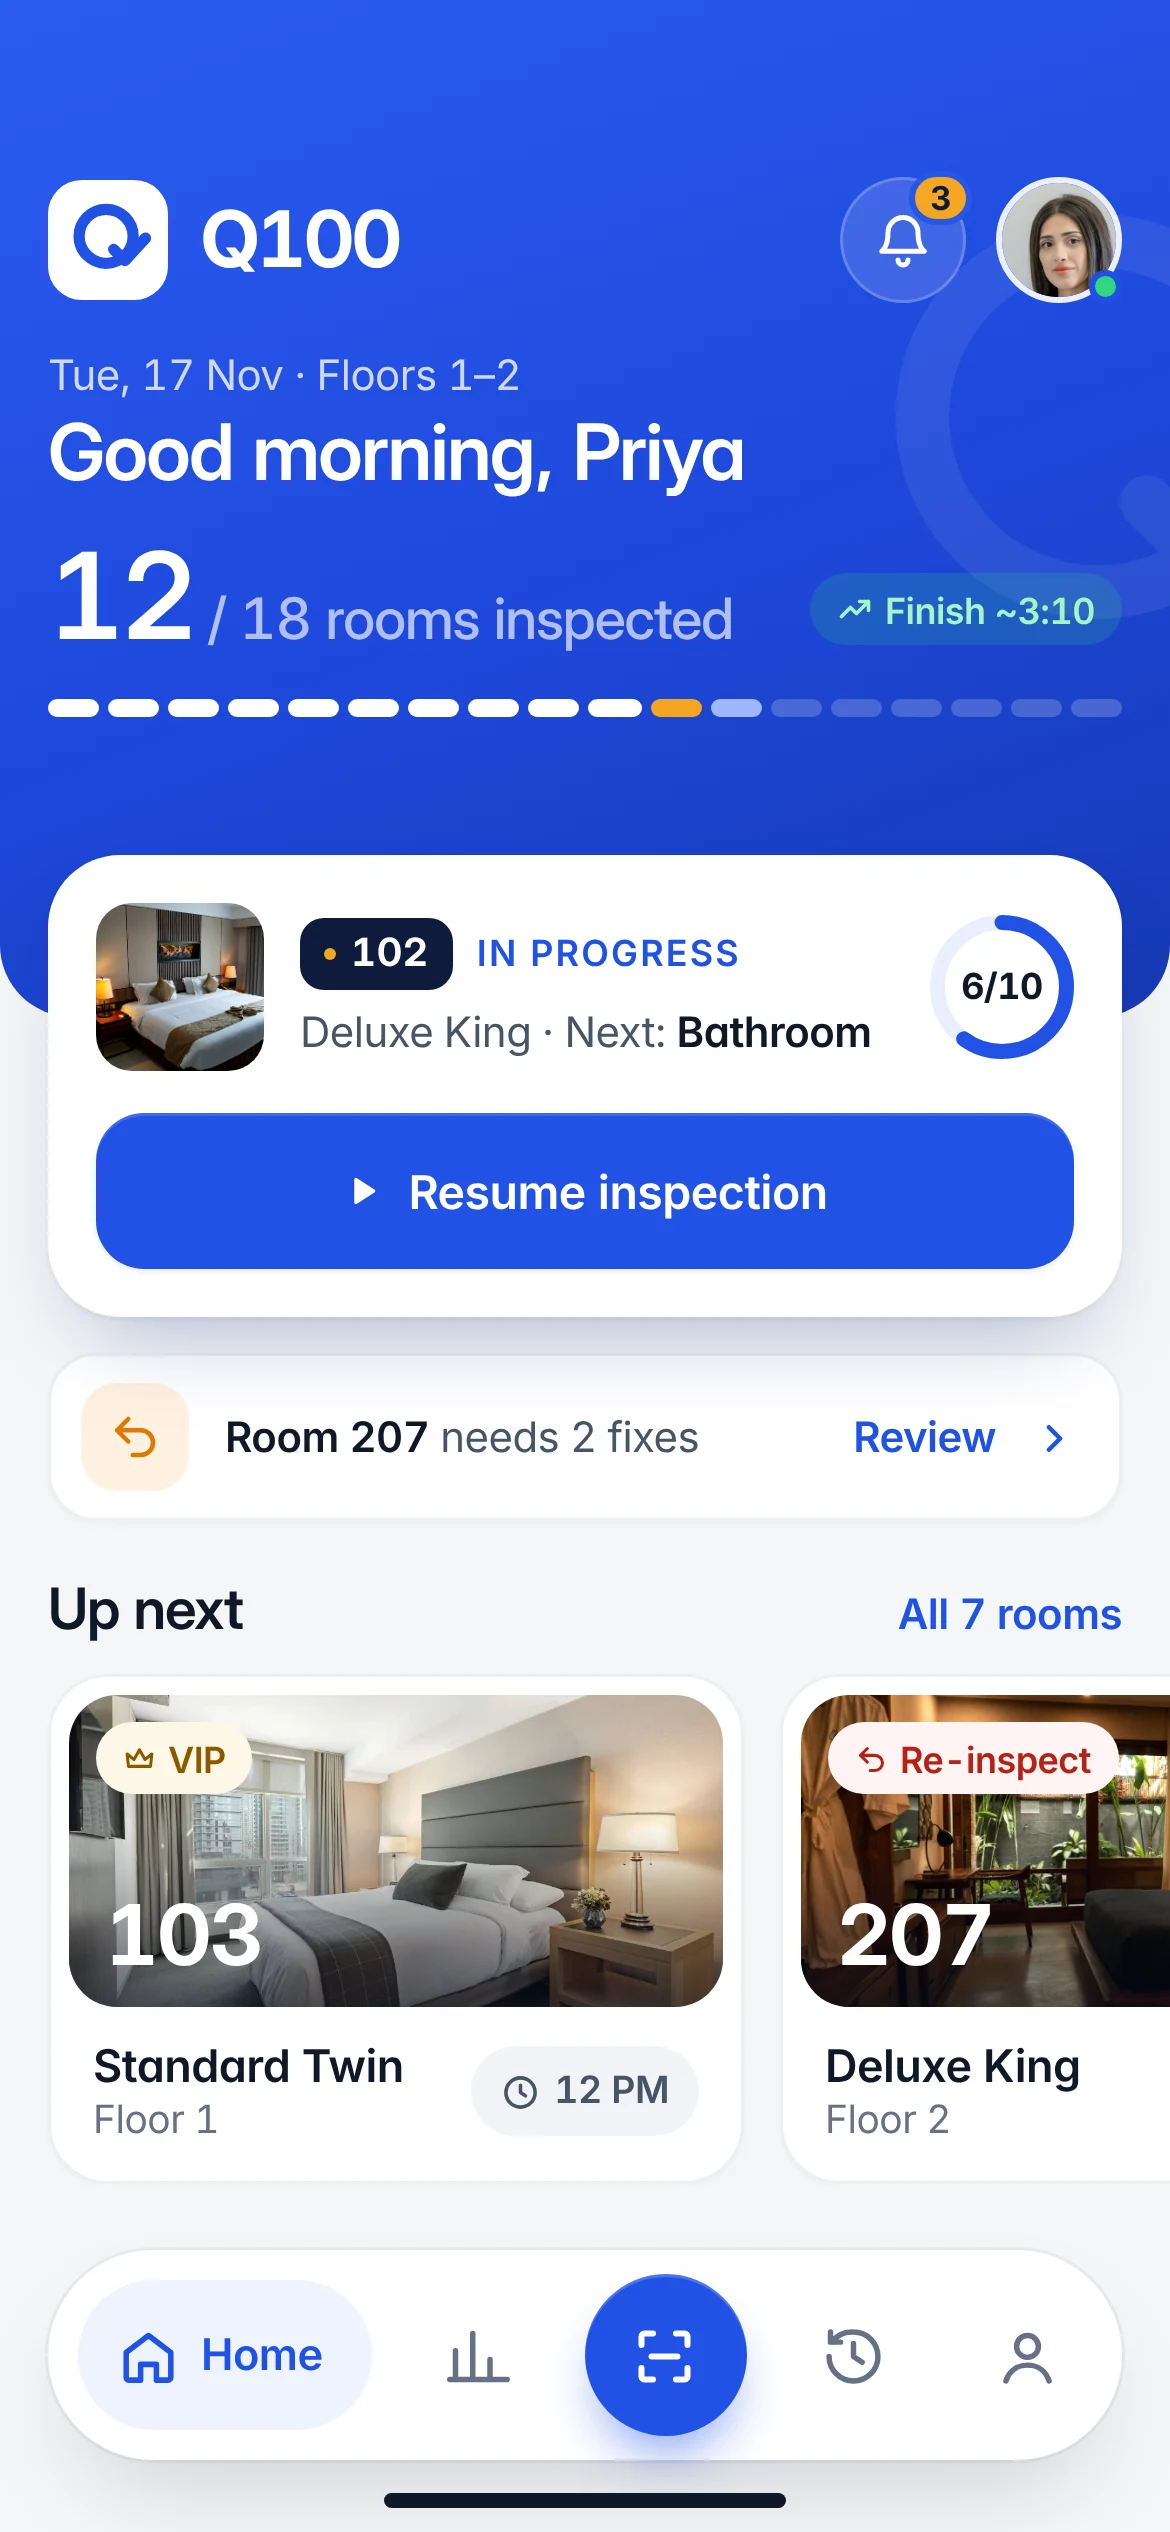 Q100
3
Tue, 17 Nov · Floors 1–2
Good morning, Priya
12 / 18 rooms inspected
Finish ~3:10
102 IN PROGRESS
6/10
Deluxe King · Next: Bathroom
Resume inspection
Room 207 needs 2 fixes
Review
Up next
All 7 rooms
VIP
103
Standard Twin
Floor 1
12 PM
Re-inspect
207
Deluxe King
Floor 2
Home